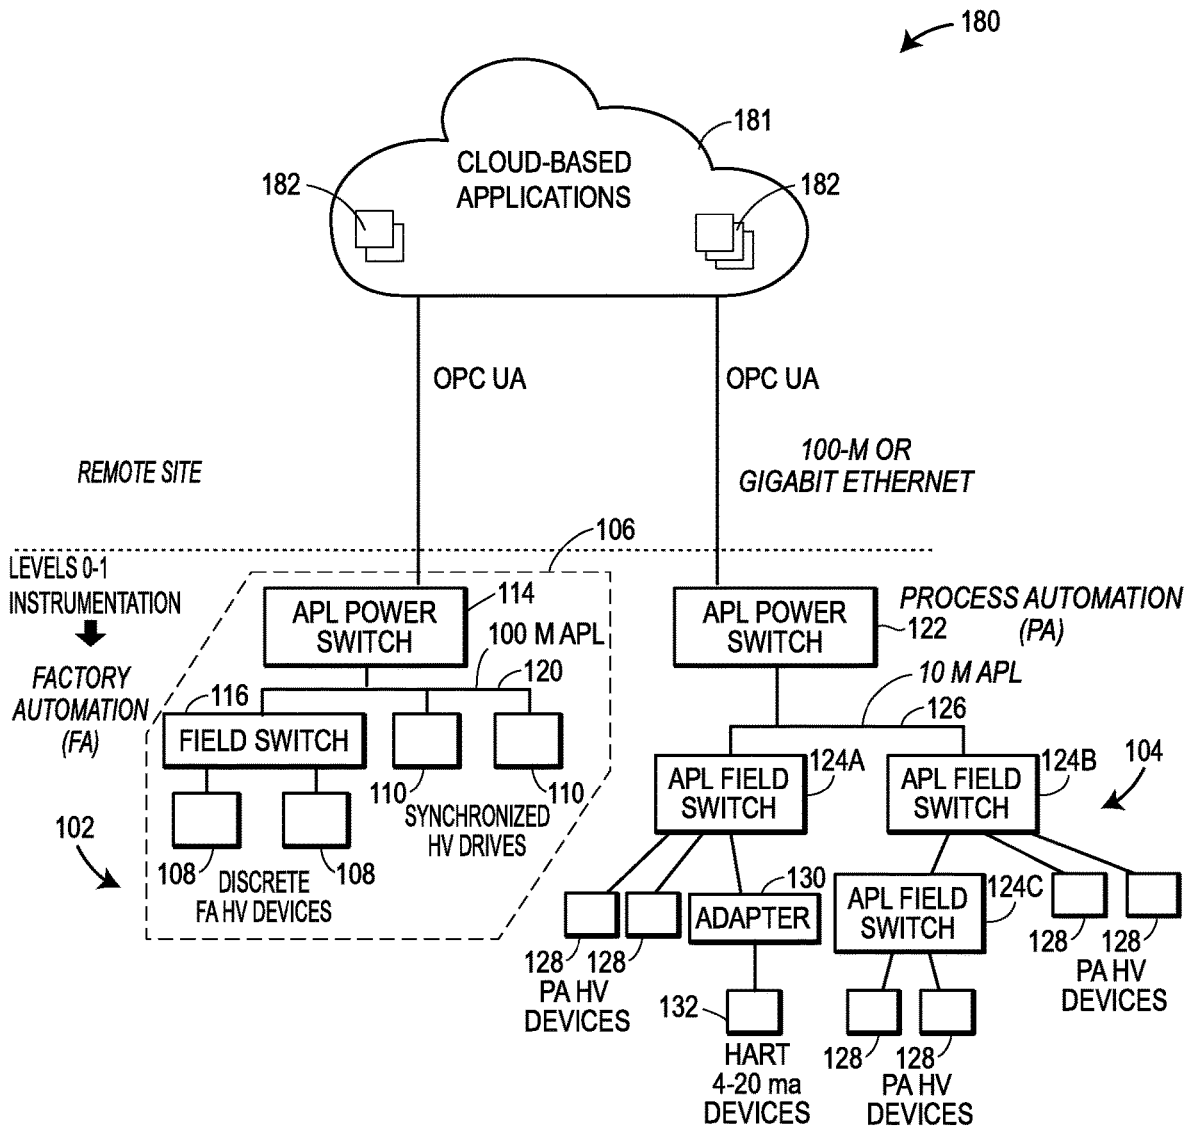 180
181
CLOUD-BASED
APPLICATIONS
182
182
OPC UA
OPC UA
REMOTE SITE
100-M OR
GIGABIT ETHERNET
106
LEVELS 0-1
INSTRUMENTATION
FACTORY
AUTOMATION
(FA)
APL POWER
SWITCH
114
100 M APL
120
116
FIELD SWITCH
110
110
SYNCHRONIZED
HV DRIVES
102
108
108
DISCRETE
FA HV DEVICES
APL POWER
SWITCH
122
PROCESS AUTOMATION
(PA)
10 M APL
126
APL FIELD
SWITCH
124A
APL FIELD
SWITCH
124B
104
130
ADAPTER
APL FIELD
SWITCH
124C
128
128
PA HV
DEVICES
128
128
PA HV
DEVICES
132
HART
4-20 ma
DEVICES
128
128
PA HV
DEVICES